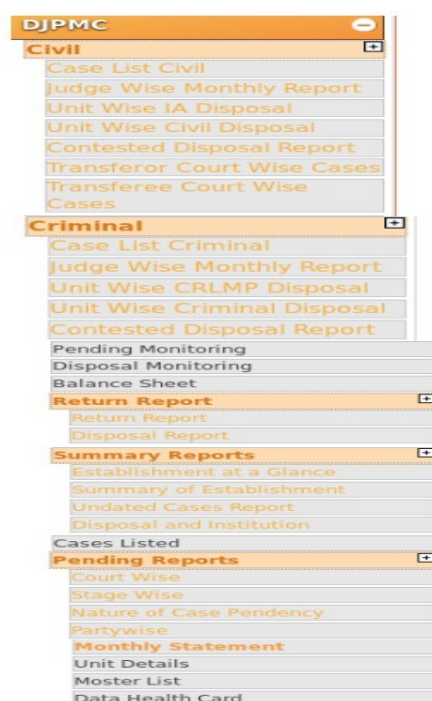 DJPMC
Civil
Case List Civil
Judge Wise Monthly Report
Unit Wise IA Disposal
Unit Wise Civil Disposal
Contested Disposal Report
Transferor Court Wise Cases
Transferee Court Wise
Cases
Criminal
Case List Criminal
Judge Wise Monthly Report
Unit Wise CRLMP Disposal
Unit Wise Criminal Disposal
Contested Disposal Report
Pending Monitoring
Disposal Monitoring
Balance Sheet
Return Report
Return Report
Disposal Report
Summary Reports
Establishment at a Glance
Summary of Establishment
Undated Cases Report
Disposal and Institution
Cases Listed
Pending Reports
Court Wise
Stage Wise
Nature of Case Pendency
Partywise
Monthly Statement
Unit Details
Moster List
Data Health Card